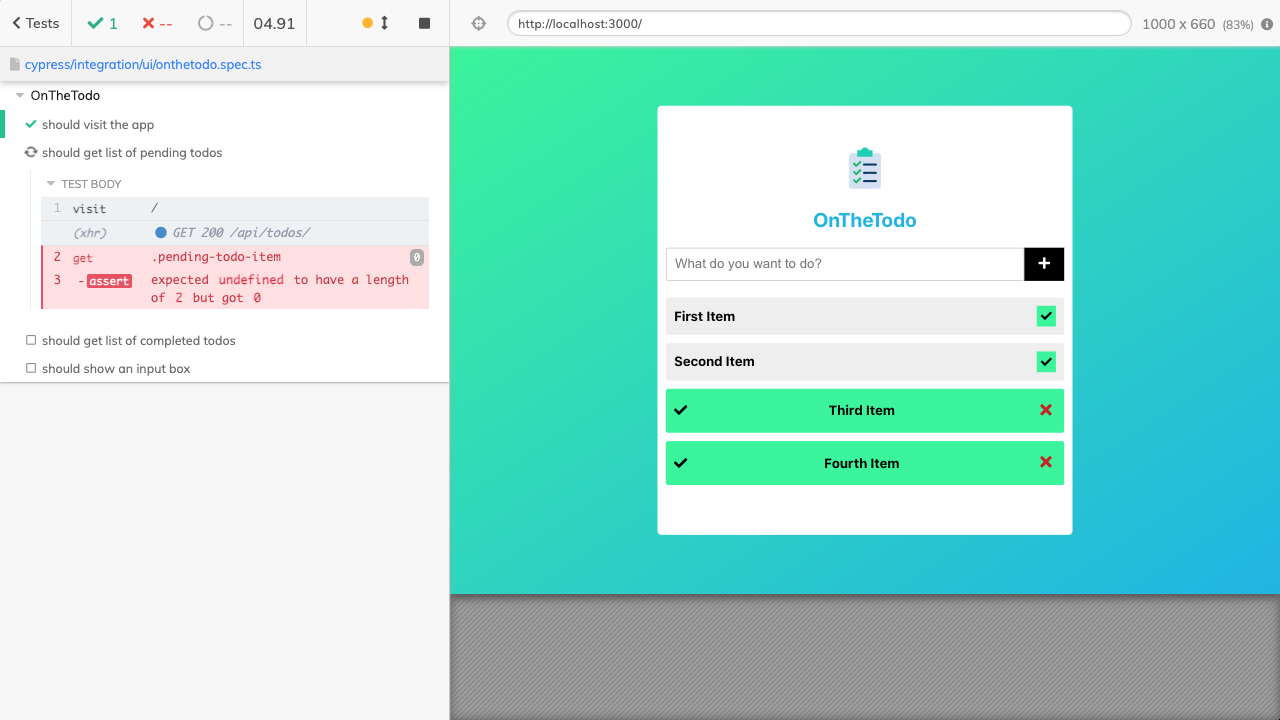 Tests
1
--
--
04.91
http://localhost:3000/
1000 x 660 (83%)
cypress/integration/ui/onthetodo.spec.ts
OnTheTodo
should visit the app
should get list of pending todos
TEST BODY
1 visit /
(xhr) GET 200 /api/todos/
2 get .pending-todo-item 0
3 -assert expected undefined to have a length
of 2 but got 0
should get list of completed todos
should show an input box
OnTheTodo
What do you want to do?
First Item
Second Item
Third Item
Fourth Item